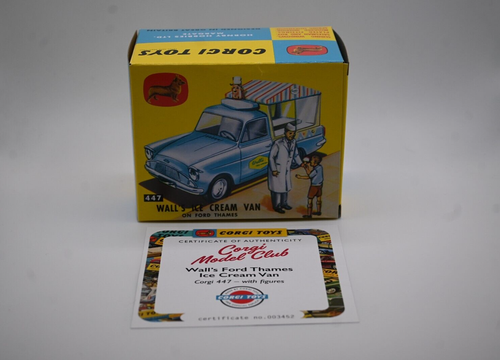 CORGI TOYS
447
WALL'S ICE CREAM VAN
ON FORD THAMES
Wall's
CORGI TOYS
CERTIFICATE OF AUTHENTICITY
Corgi
Model Club
Wall's Ford Thames
Ice Cream Van
Corgi 447 – with figures
CORGI TOYS
certificate no.003452